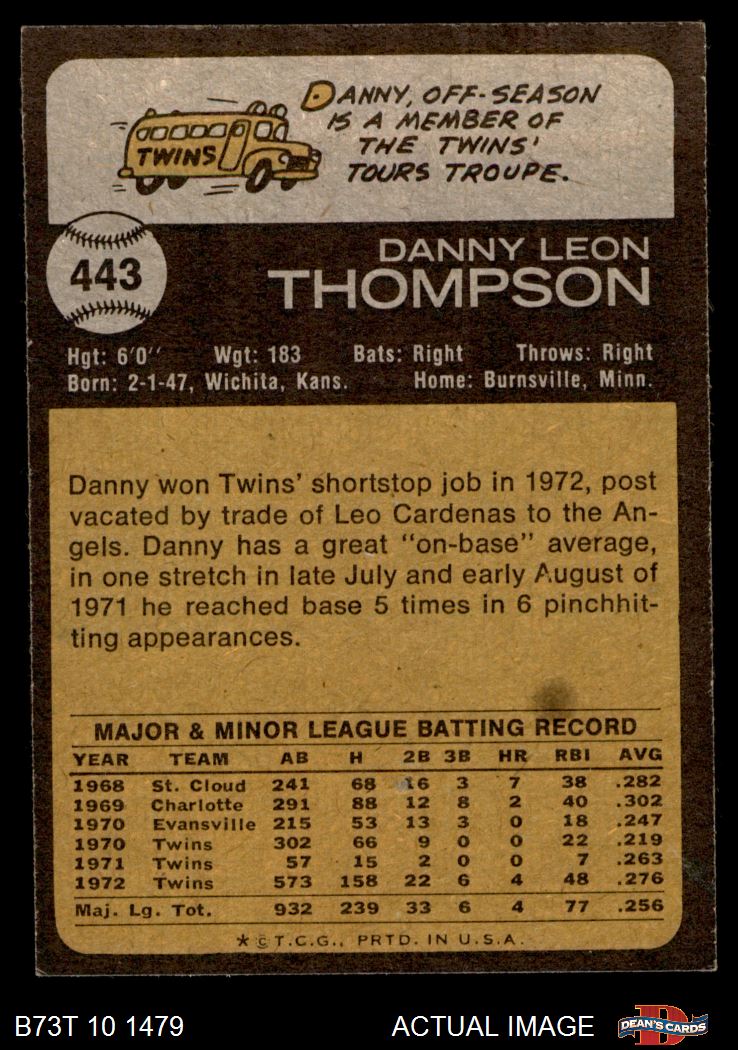 DANNY, OFF-SEASON
IS A MEMBER OF
THE TWINS'
TOURS TROUPE.
TWINS
443
DANNY LEON
THOMPSON
Hgt: 6'0'' Wgt: 183 Bats: Right Throws: Right
Born: 2-1-47, Wichita, Kans. Home: Burnsville, Minn.
Danny won Twins' shortstop job in 1972, post
vacated by trade of Leo Cardenas to the An-
gels. Danny has a great "on-base" average,
in one stretch in late July and early August of
1971 he reached base 5 times in 6 pinchhit-
ting appearances.
MAJOR & MINOR LEAGUE BATTING RECORD
YEAR TEAM AB H 2B 3B HR RBI AVG
1968 St. Cloud 241 68 16 3 7 38 .282
1969 Charlotte 291 88 12 8 2 40 .302
1970 Evansville 215 53 13 3 0 18 .247
1970 Twins 302 66 9 0 0 22 .219
1971 Twins 57 15 2 0 0 7 .263
1972 Twins 573 158 22 6 4 48 .276
Maj. Lg. Tot. 932 239 33 6 4 77 .256
* © T.C.G., PRTD. IN U.S.A.
B73T 10 1479 ACTUAL IMAGE
D
DEAN'S CARDS